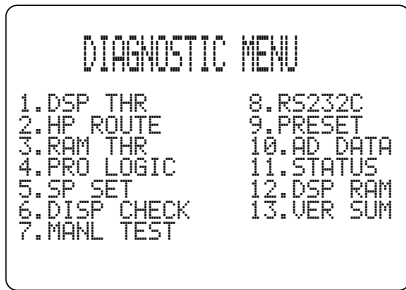 DIAGNOSTIC MENU
1.DSP THR
2.HP ROUTE
3.RAM THR
4.PRO LOGIC
5.SP SET
6.DISP CHECK
7.MANL TEST
8.RS232C
9.PRESET
10.AD DATA
11.STATUS
12.DSP RAM
13.VER SUM